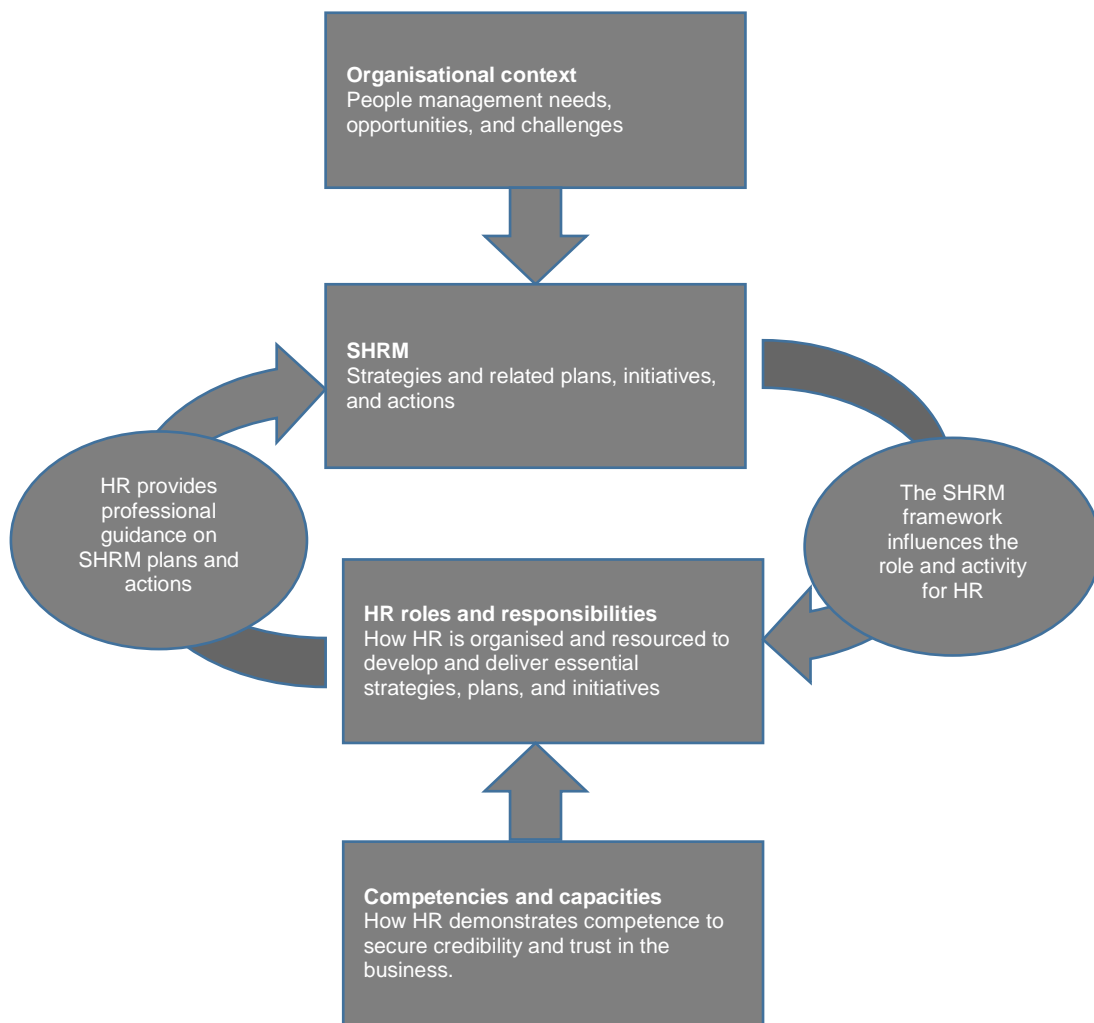 Organisational context
People management needs,
opportunities, and challenges
SHRM
Strategies and related plans, initiatives,
and actions
HR provides
professional
guidance on
SHRM plans and
actions
The SHRM
framework
influences the
role and activity
for HR
HR roles and responsibilities
How HR is organised and resourced to
develop and deliver essential
strategies, plans, and initiatives
Competencies and capacities
How HR demonstrates competence to
secure credibility and trust in the
business.